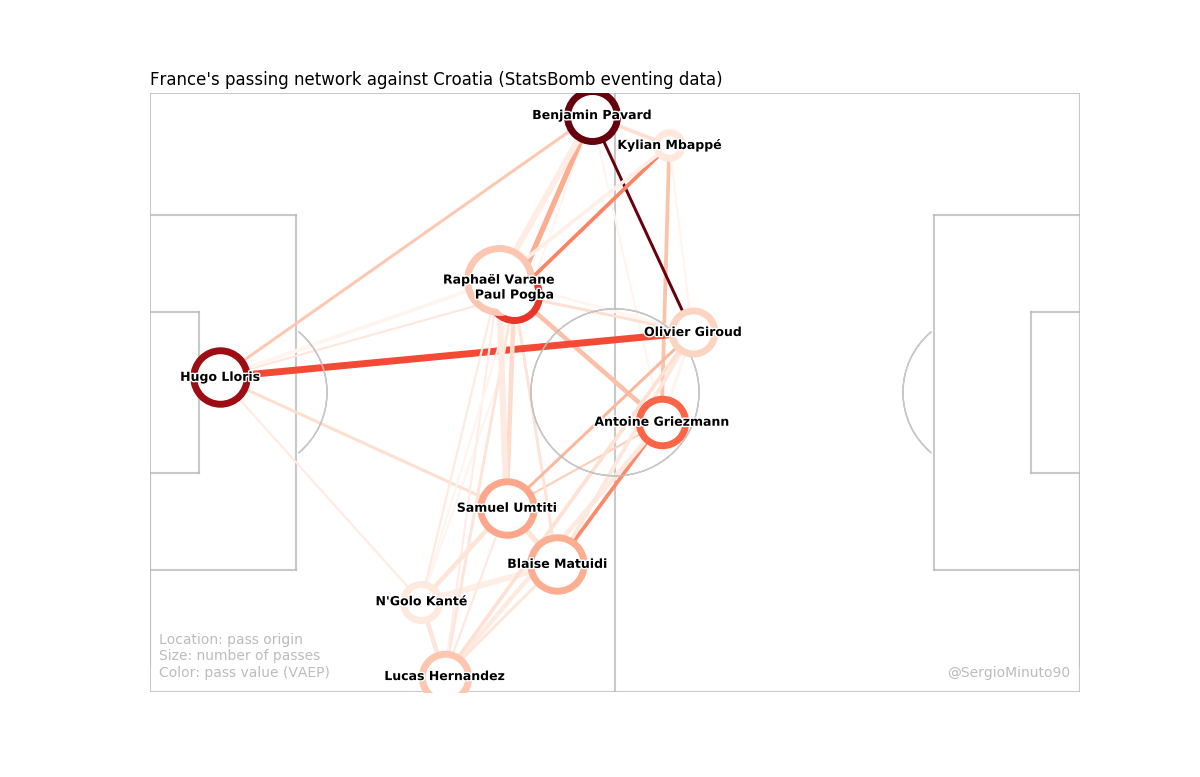 France's passing network against Croatia (StatsBomb eventing data)
Benjamin Pavard
Kylian Mbappé
Raphaël Varane
Paul Pogba
Olivier Giroud
Hugo Lloris
Antoine Griezmann
Samuel Umtiti
Blaise Matuidi
N'Golo Kanté
Lucas Hernandez
Location: pass origin
Size: number of passes
Color: pass value (VAEP)
@SergioMinuto90